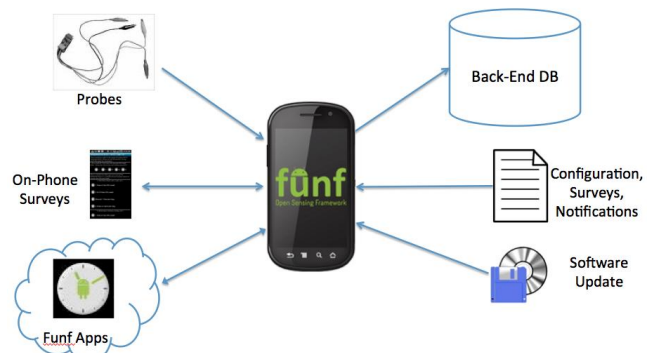 Probes
Back-End DB
On-Phone
Surveys
funf
Open Sensing Framework
Configuration,
Surveys,
Notifications
Software
Update
Funf Apps